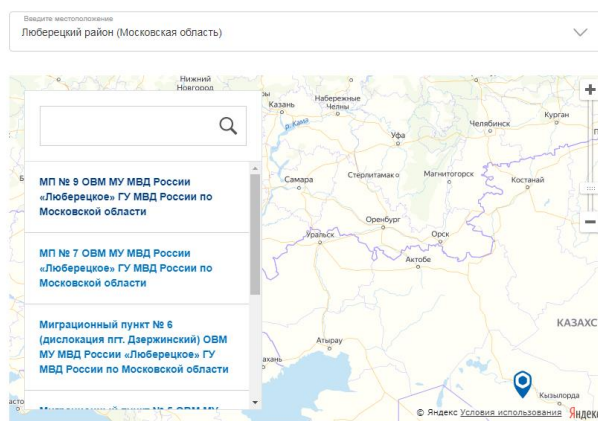 Введите местоположение
Люберецкий район (Московская область)
Нижний
Новгород
Казань
Набережные
Челны
р. Кама
Уфа
Челябинск
Курган
МП № 9 ОВМ МУ МВД России
«Люберецкое» ГУ МВД России по
Московской области
Самара
Стерлитамак
Магнитогорск
Костанай
МП № 7 ОВМ МУ МВД России
«Люберецкое» ГУ МВД России по
Московской области
Оренбург
Уральск
Орск
Актобе
Миграционный пункт № 6
(дислокация пгт. Дзержинский) ОВМ
МУ МВД России «Люберецкое» ГУ
МВД России по Московской области
Атырау
КАЗАХС
ахань
Кызылорда
© Яндекс Условия использования Яндекс